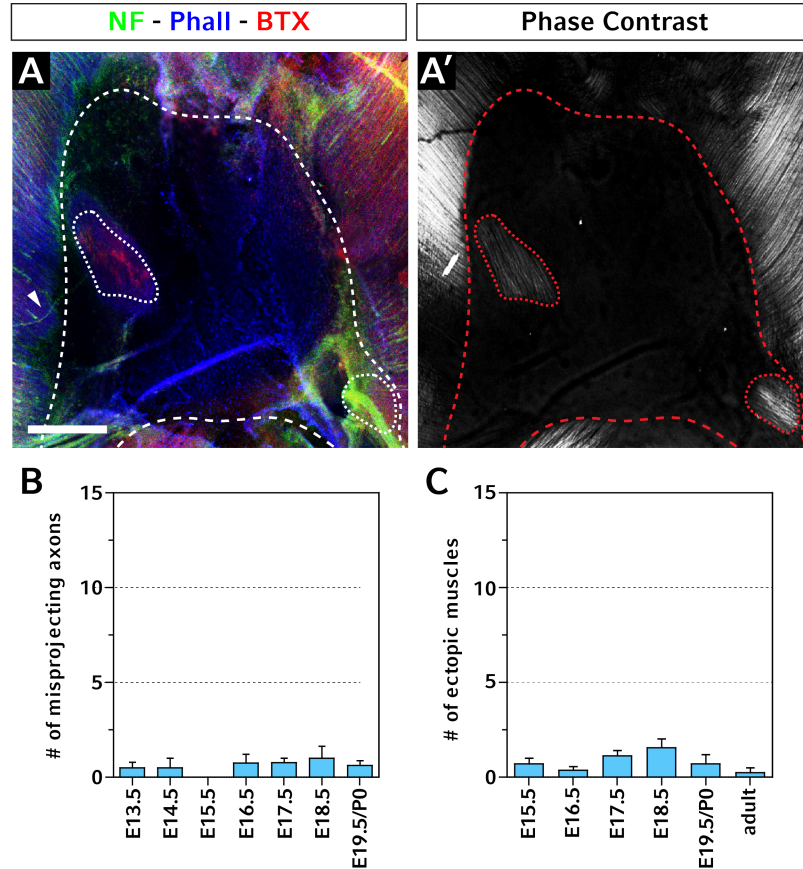 NF - Phall - BTX
Phase Contrast
A
A′
B
# of misprojecting axons
15
10
5
0
E13.5
E14.5
E15.5
E16.5
E17.5
E18.5
E19.5/P0
C
# of ectopic muscles
15
10
5
0
E15.5
E16.5
E17.5
E18.5
E19.5/P0
adult